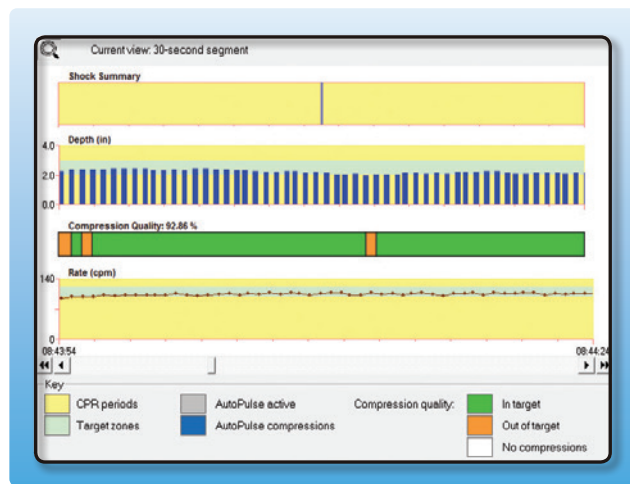 Current view: 30-second segment
Shock Summary
Depth (in)
4.0
2.0
0.0
Compression Quality: 92.86 %
Rate (cpm)
140
0
08:43:54 08:44:24
Key
CPR periods AutoPulse active Compression quality: In target
Target zones AutoPulse compressions Out of target
No compressions